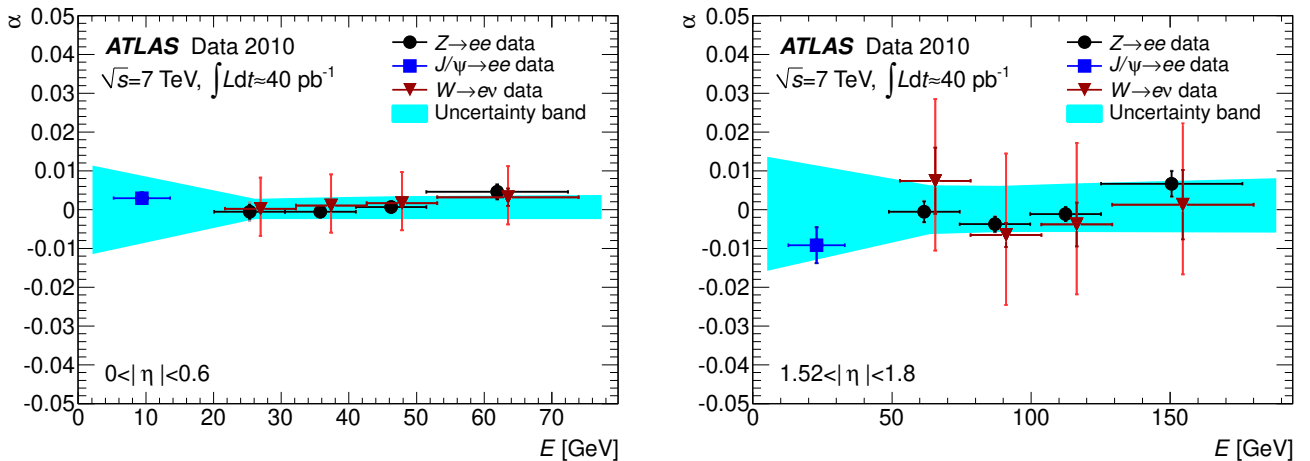 α
0.05
0.04
0.03
0.02
0.01
0
-0.01
-0.02
-0.03
-0.04
-0.05
ATLAS Data 2010
√s=7 TeV, ∫Ldt≈40 pb⁻¹
Z→ee data
J/ψ→ee data
W→eν data
Uncertainty band
0<| η |<0.6
0 10 20 30 40 50 60 70
E [GeV]
α
0.05
0.04
0.03
0.02
0.01
0
-0.01
-0.02
-0.03
-0.04
-0.05
ATLAS Data 2010
√s=7 TeV, ∫Ldt≈40 pb⁻¹
Z→ee data
J/ψ→ee data
W→eν data
Uncertainty band
1.52<| η |<1.8
0 50 100 150
E [GeV]